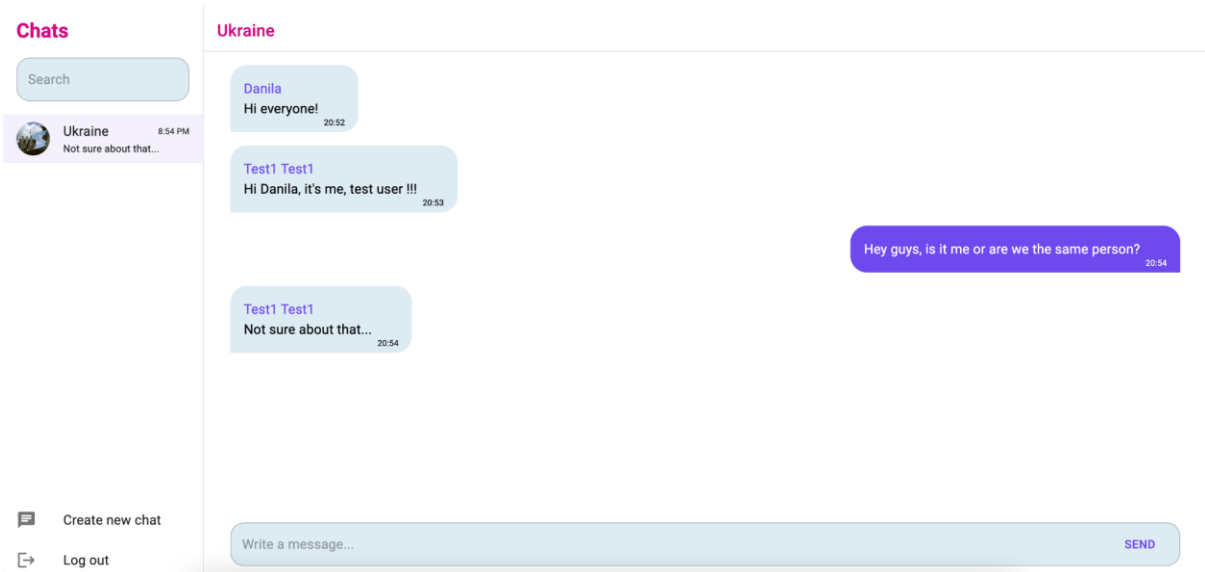 Chats
Search
Ukraine 8:54 PM
Not sure about that...
Create new chat
Log out
Ukraine
Danila
Hi everyone!
20:52
Test1 Test1
Hi Danila, it's me, test user !!!
20:53
Hey guys, is it me or are we the same person?
20:54
Test1 Test1
Not sure about that...
20:54
Write a message... SEND